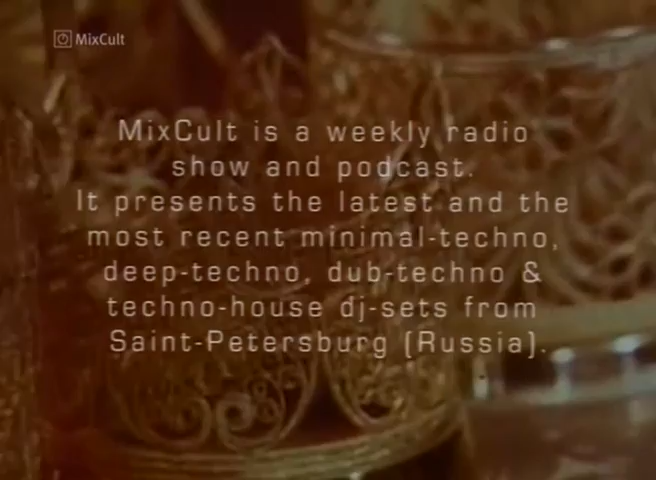 MixCult
MixCult is a weekly radio
show and podcast.
It presents the latest and the
most recent minimal-techno,
deep-techno, dub-techno &
techno-house dj-sets from
Saint-Petersburg (Russia).